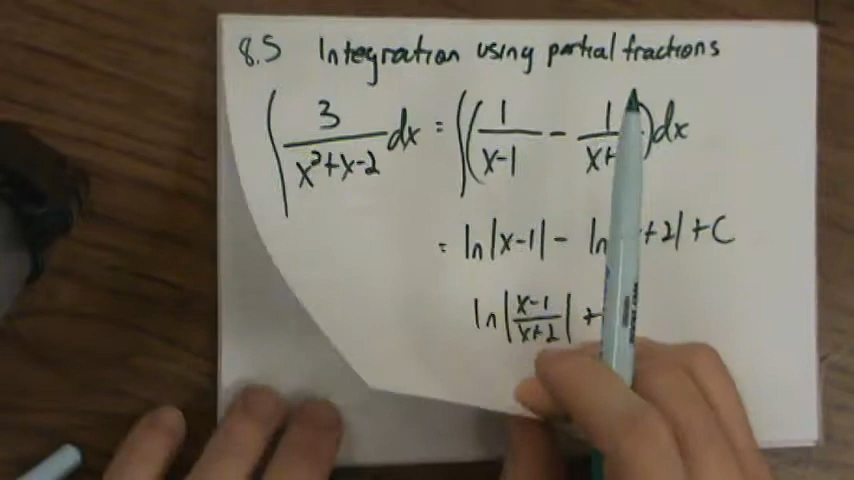 8.5 Integration using partial fractions
∫ 3/(x²+x-2) dx = ∫ (1/(x-1) - 1/(x+ ) dx
= ln|x-1| - ln +2| + C
ln|(x-1)/(x+2)| +